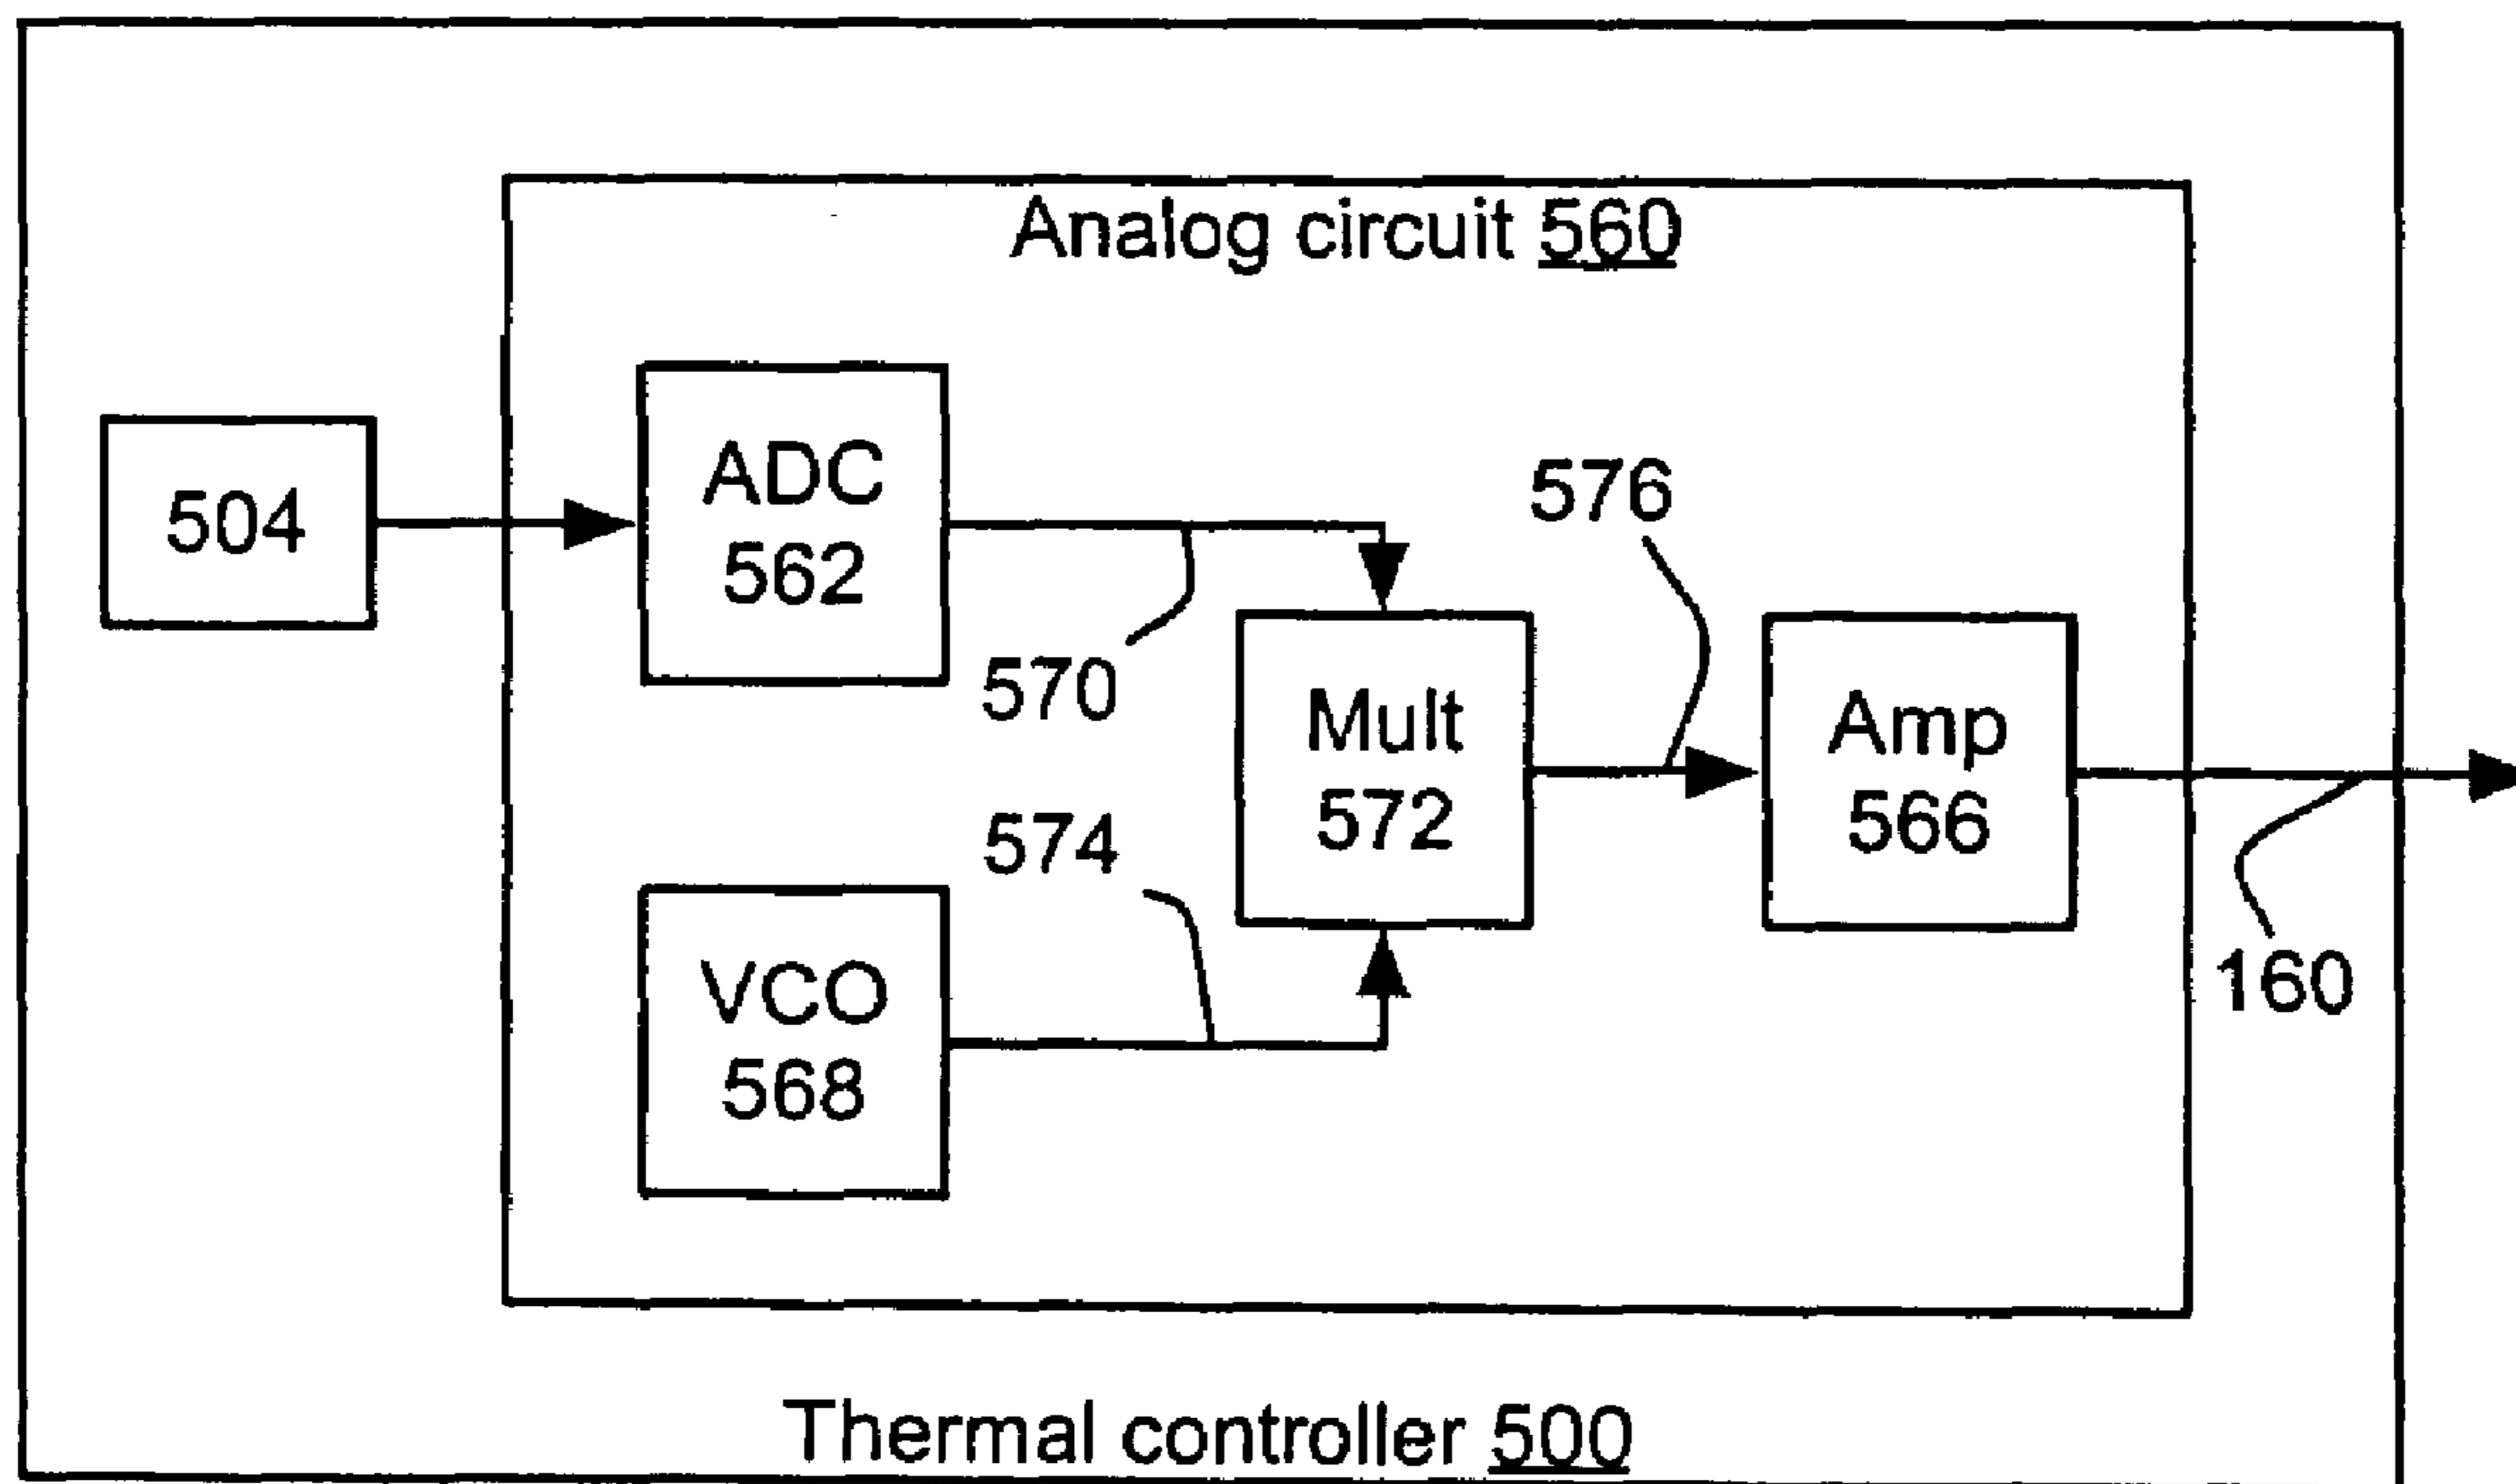 Analog circuit 560
504
ADC
562
570
576
Mult
572
Amp
566
574
VCO
568
160
Thermal controller 500